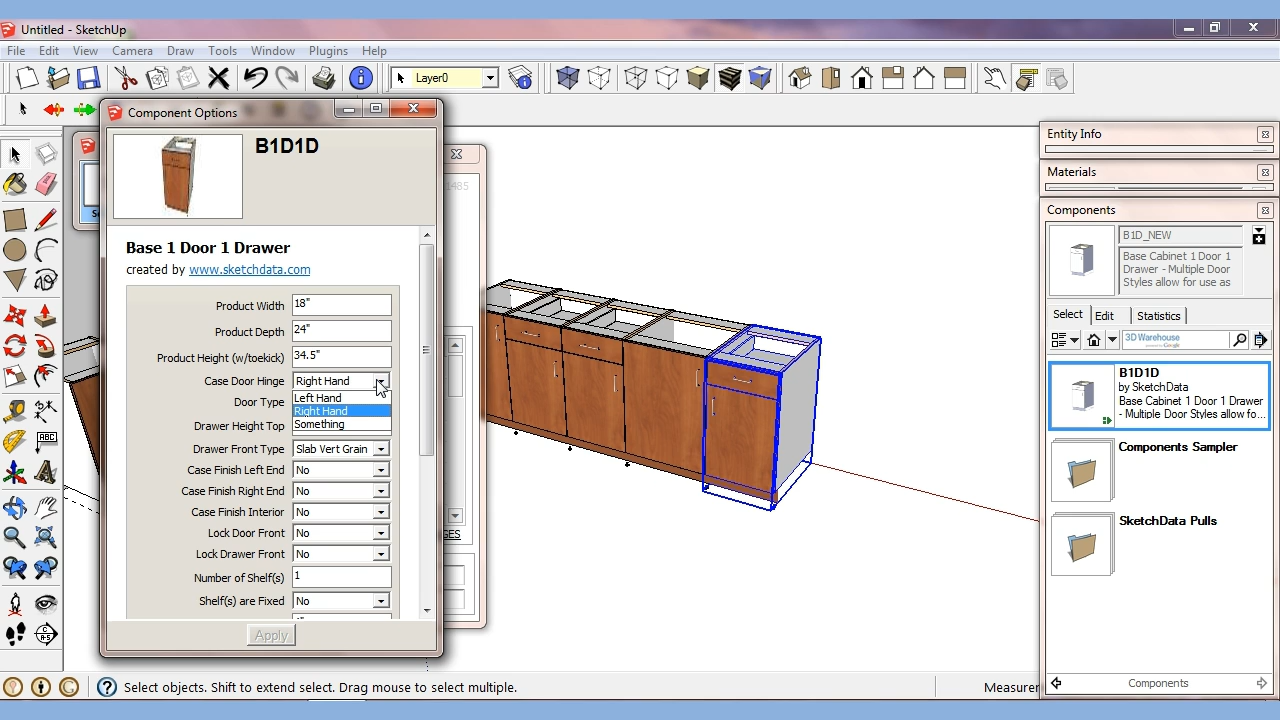 Untitled - SketchUp
File Edit View Camera Draw Tools Window Plugins Help
Layer0
Component Options
B1D1D
Base 1 Door 1 Drawer
created by www.sketchdata.com
Product Width 18"
Product Depth 24"
Product Height (w/toekick) 34.5"
Case Door Hinge Right Hand
Left Hand
Right Hand
Something
Door Type
Drawer Height Top
Drawer Front Type Slab Vert Grain
Case Finish Left End No
Case Finish Right End No
Case Finish Interior No
Lock Door Front No
Lock Drawer Front No
Number of Shelf(s) 1
Shelf(s) are Fixed No
Apply
1485
GES
Entity Info
Materials
Components
B1D_NEW
Base Cabinet 1 Door 1
Drawer - Multiple Door
Styles allow for use as
Select Edit Statistics
3D Warehouse
B1D1D
by SketchData
Base Cabinet 1 Door 1 Drawer
- Multiple Door Styles allow fo...
Components Sampler
SketchData Pulls
Components
Select objects. Shift to extend select. Drag mouse to select multiple.
Measurer